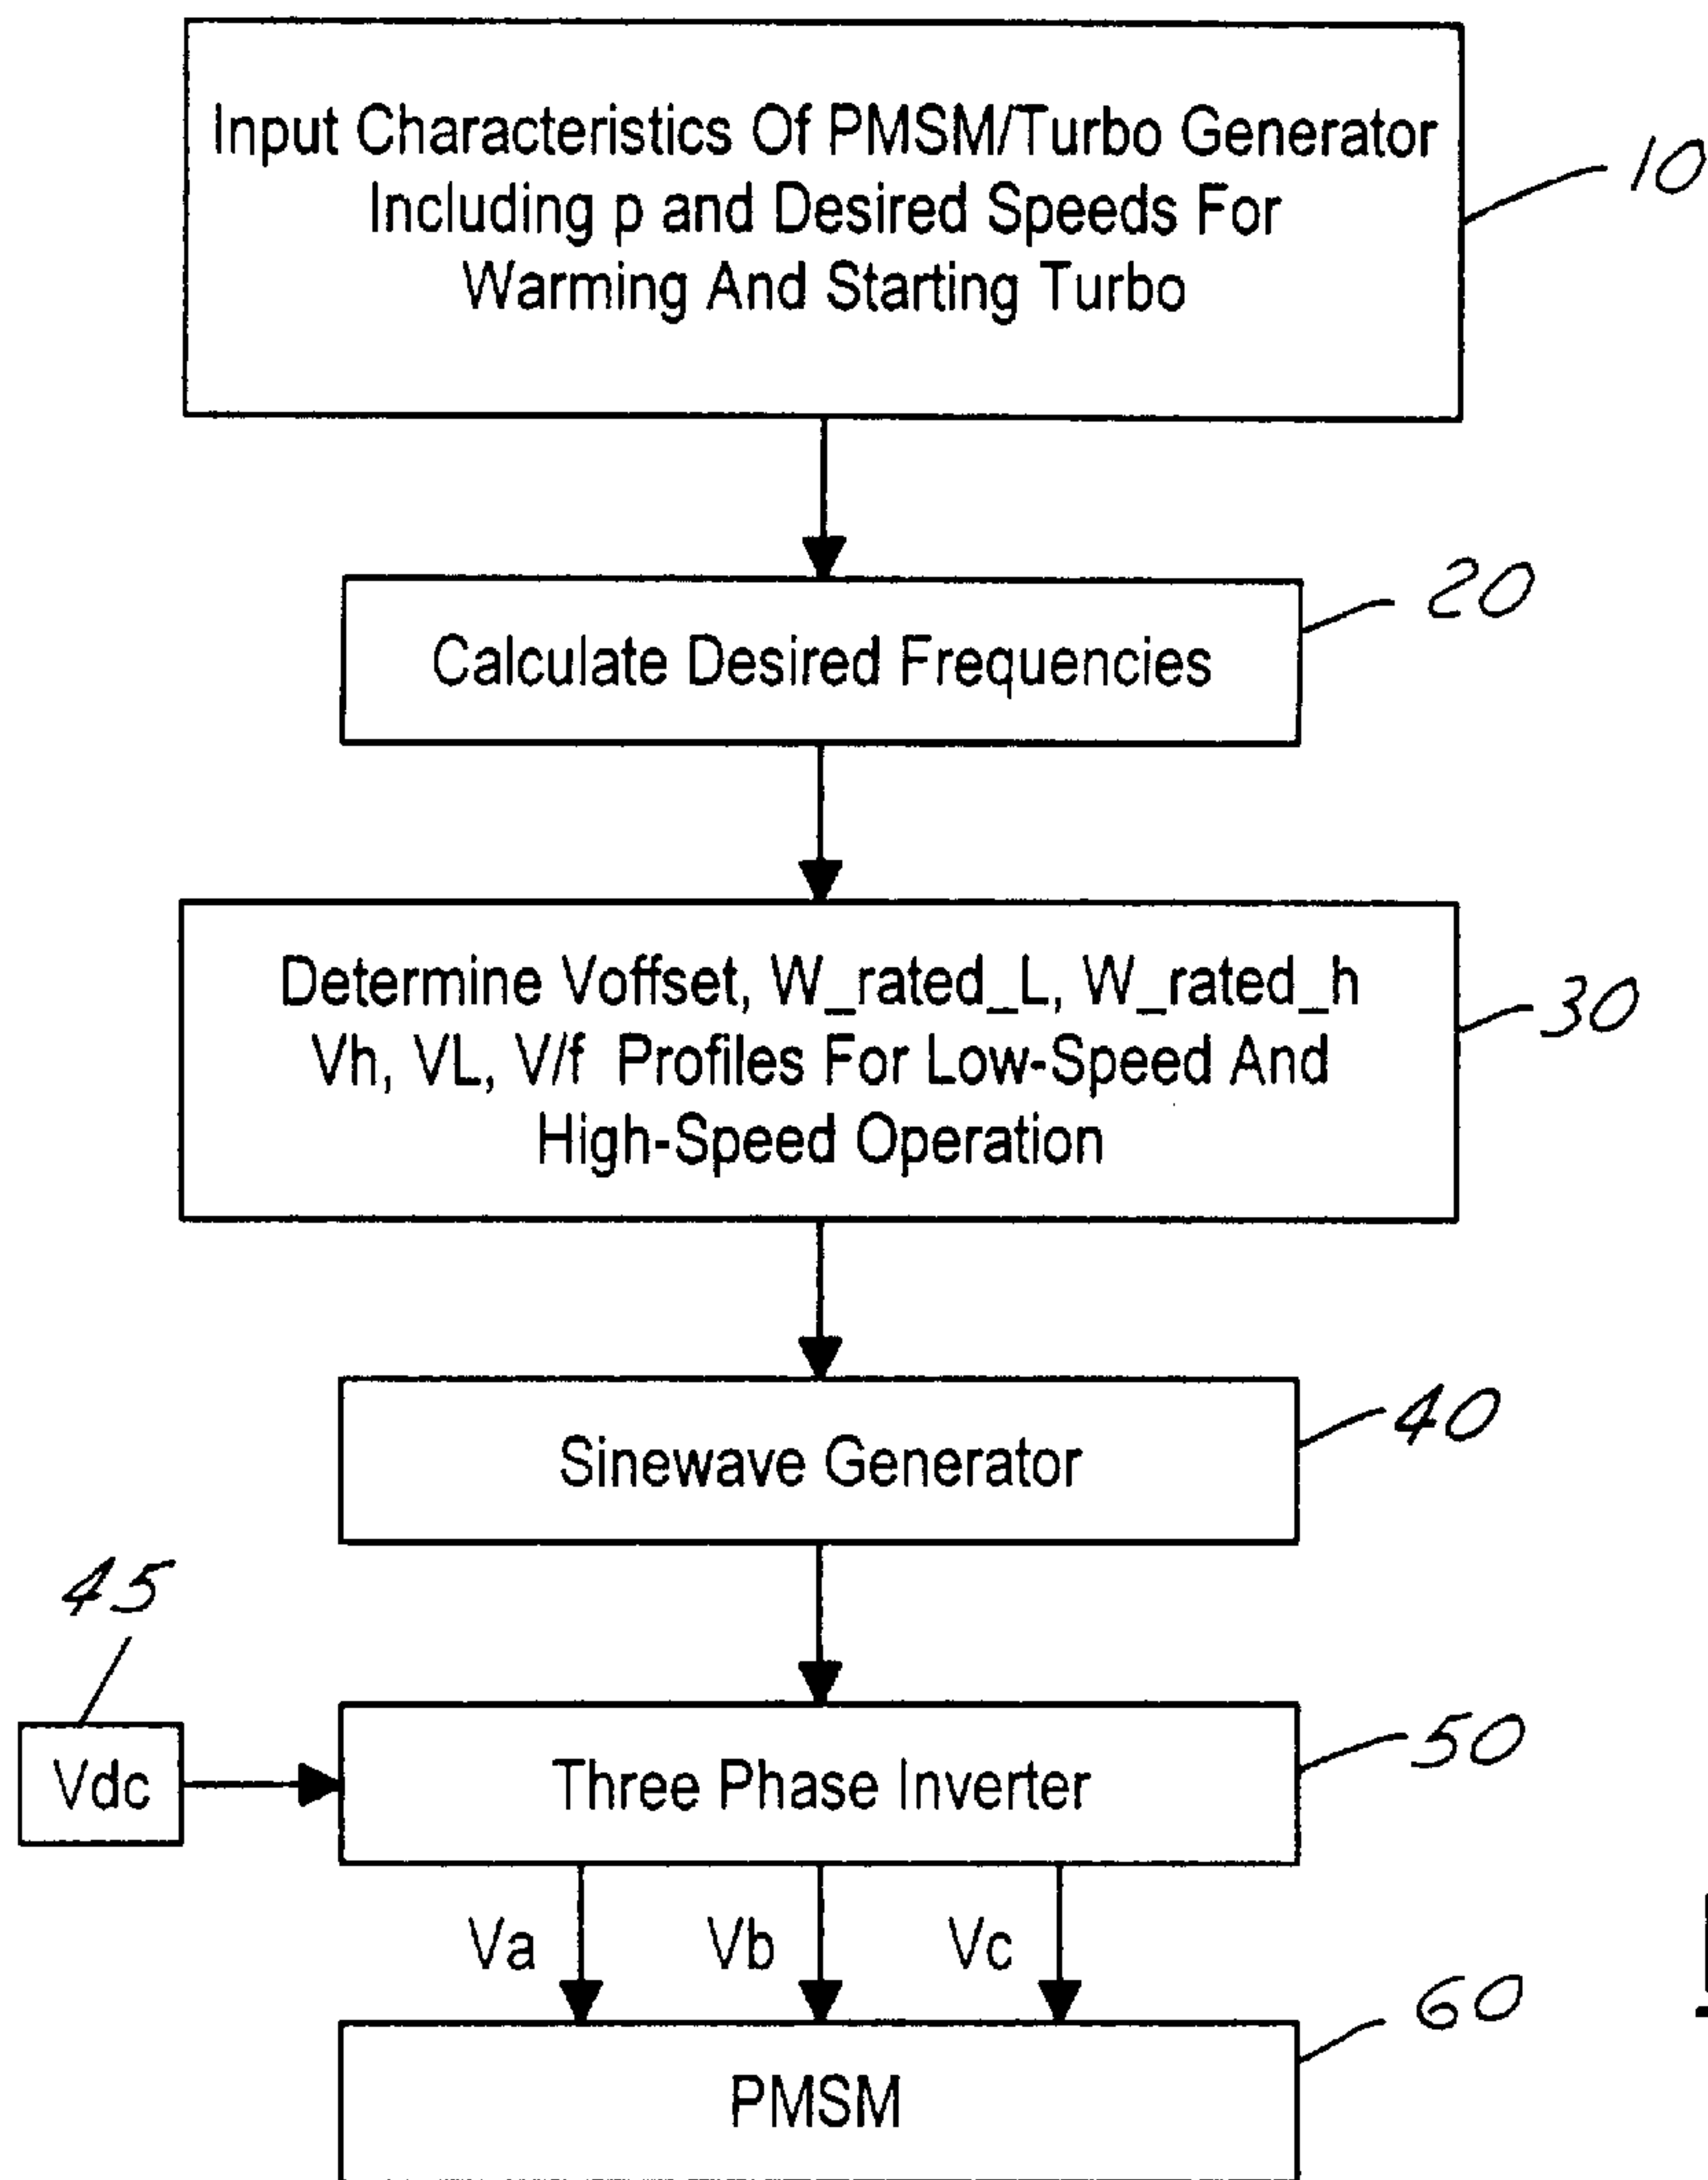 Input Characteristics Of PMSM/Turbo Generator
Including p and Desired Speeds For
Warming And Starting Turbo
10
Calculate Desired Frequencies
20
Determine Voffset, W_rated_L, W_rated_h
Vh, VL, V/f Profiles For Low-Speed And
High-Speed Operation
30
Sinewave Generator
40
45
Vdc
Three Phase Inverter
50
Va Vb Vc
PMSM
60